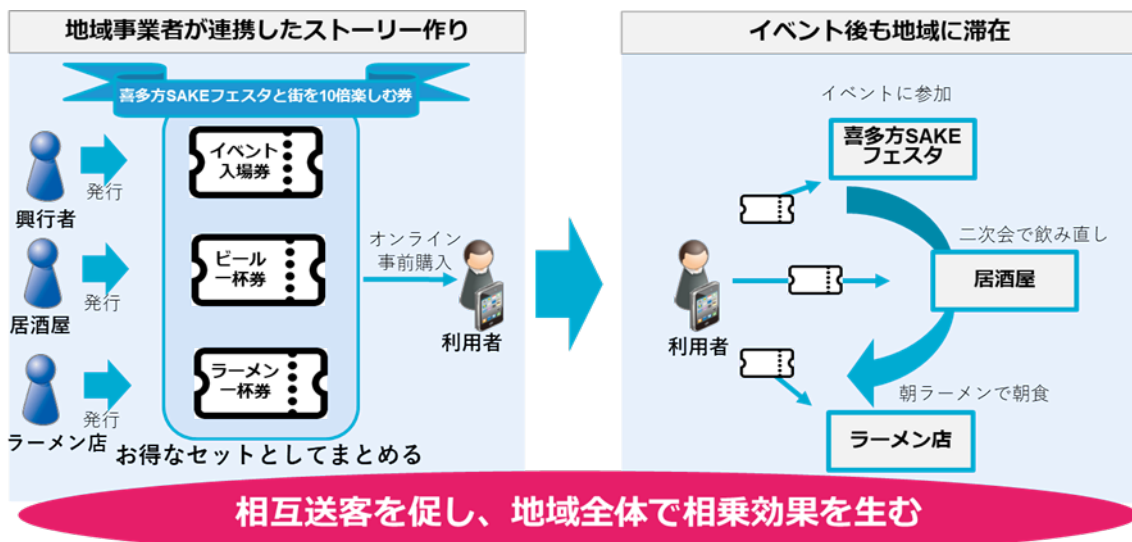 地域事業者が連携したストーリー作り
喜多方SAKEフェスタと街を10倍楽しむ券
興行者
発行
イベント
入場券
居酒屋
発行
ビール
一杯券
ラーメン店
発行
ラーメン
一杯券
お得なセットとしてまとめる
オンライン
事前購入
利用者
イベント後も地域に滞在
イベントに参加
喜多方SAKE
フェスタ
二次会で飲み直し
居酒屋
利用者
朝ラーメンで朝食
ラーメン店
相互送客を促し、地域全体で相乗効果を生む